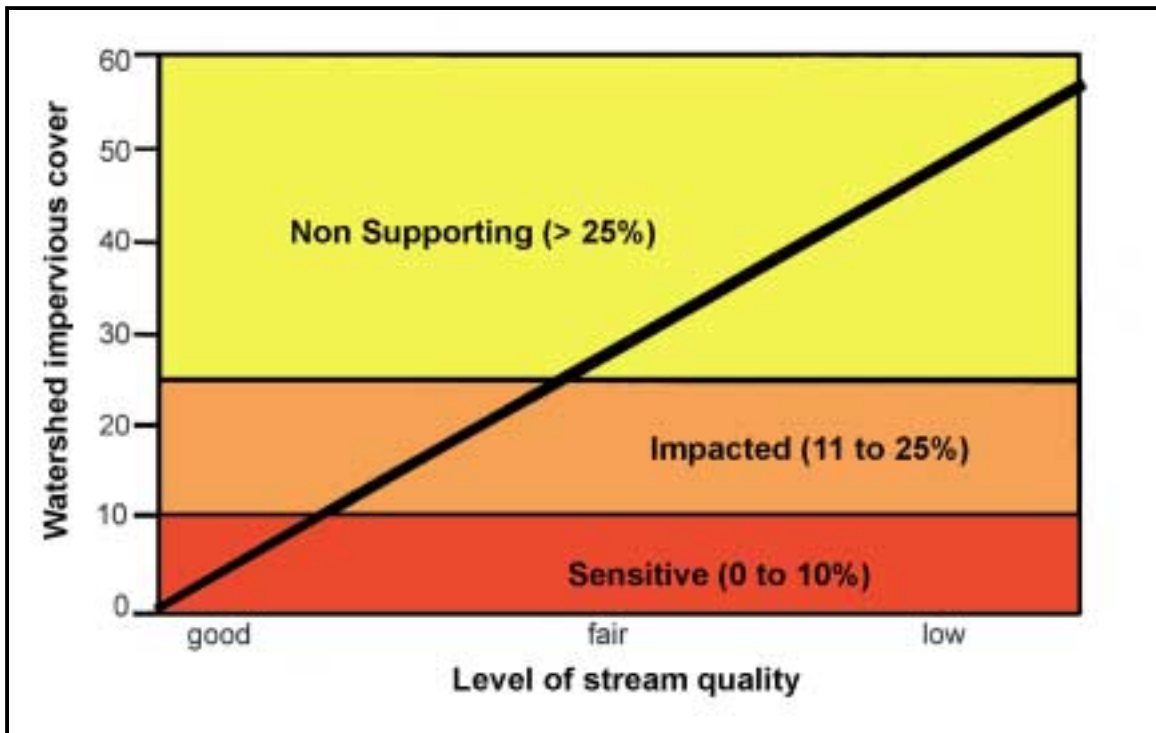 Watershed impervious cover
60
50
40
30
20
10
0
Non Supporting (> 25%)
Impacted (11 to 25%)
Sensitive (0 to 10%)
good fair low
Level of stream quality